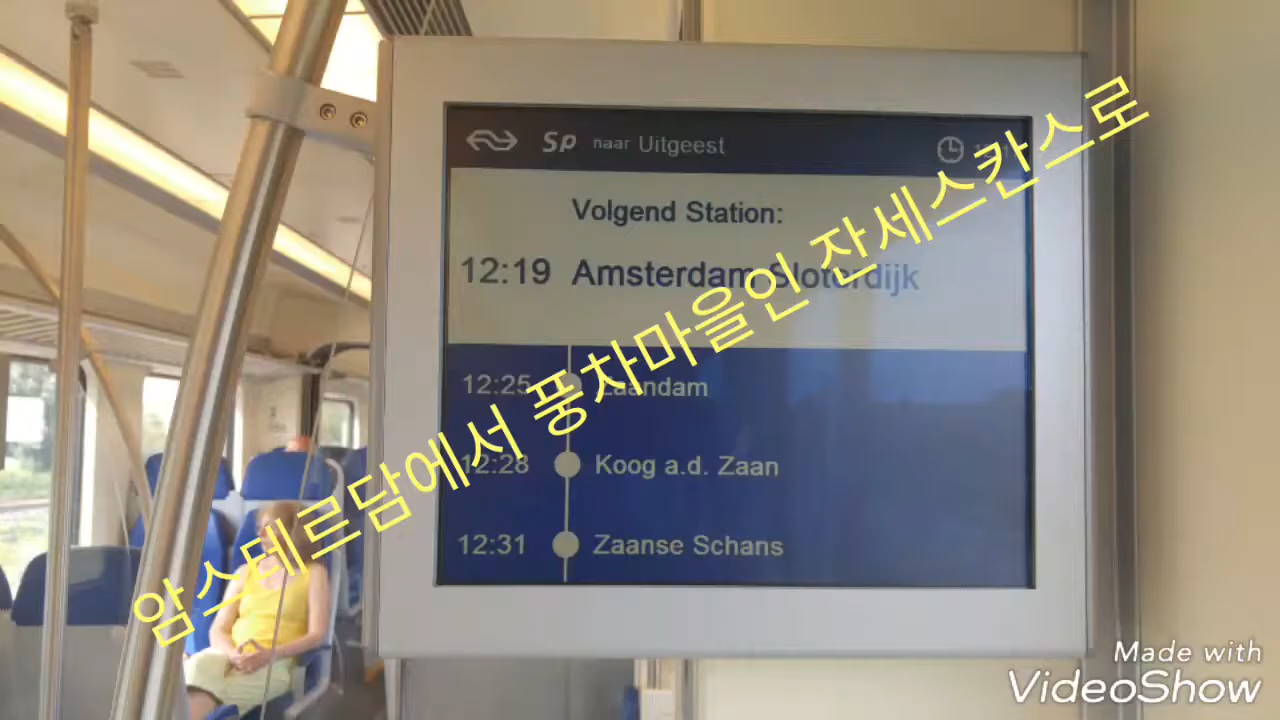 Sp naar Uitgeest
Volgend Station:
12:19 Amsterdam Sloterdijk
12:25 Zaandam
12:28 Koog a.d. Zaan
12:31 Zaanse Schans
암스테르담에서 풍차마을인 잔세스칸스로
Made with
VideoShow